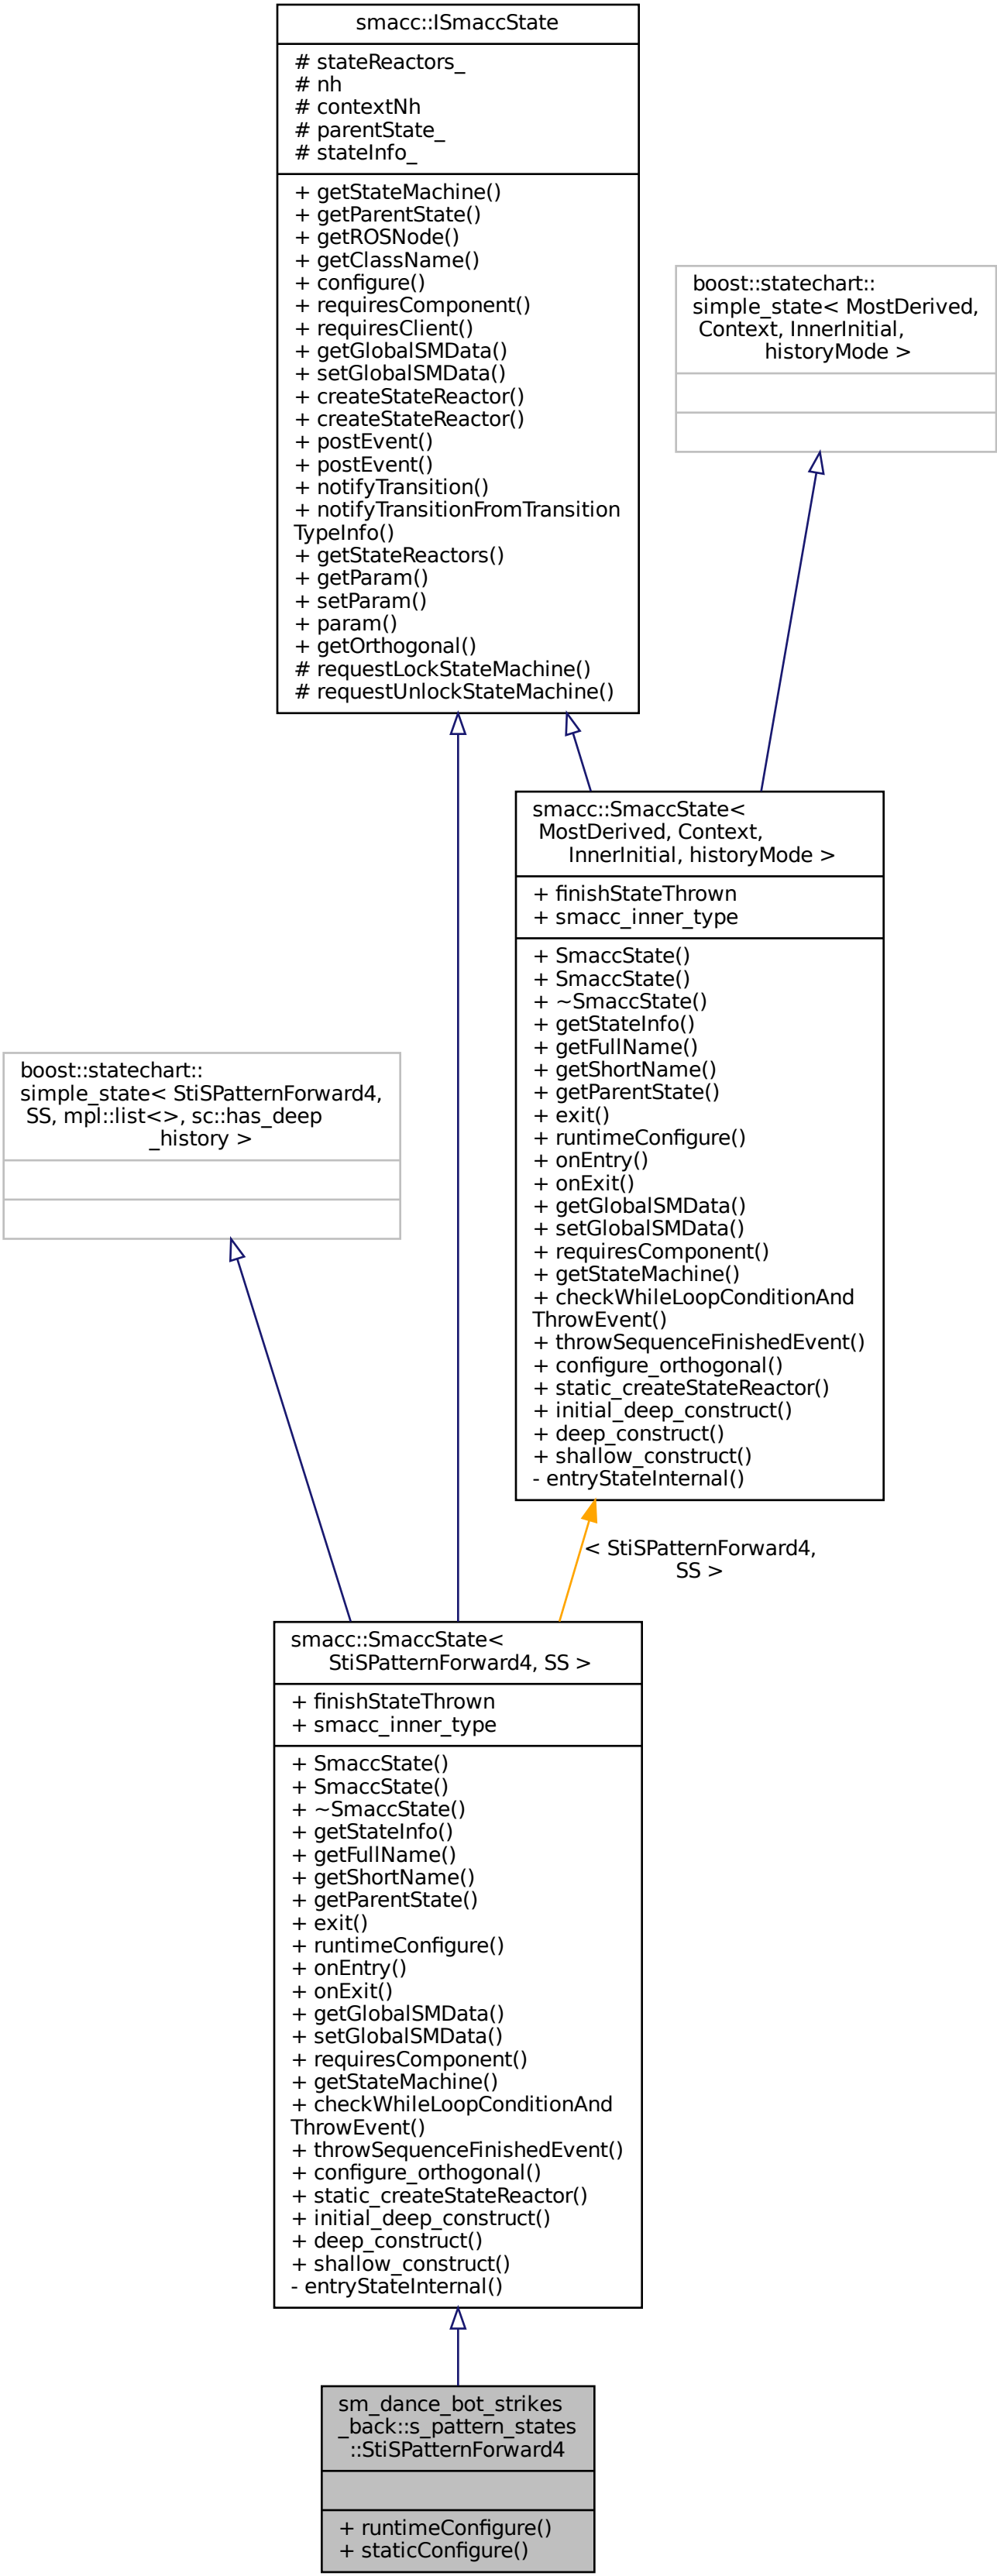 smacc::ISmaccState
# stateReactors_
# nh
# contextNh
# parentState_
# stateInfo_
+ getStateMachine()
+ getParentState()
+ getROSNode()
+ getClassName()
+ configure()
+ requiresComponent()
+ requiresClient()
+ getGlobalSMData()
+ setGlobalSMData()
+ createStateReactor()
+ createStateReactor()
+ postEvent()
+ postEvent()
+ notifyTransition()
+ notifyTransitionFromTransition
TypeInfo()
+ getStateReactors()
+ getParam()
+ setParam()
+ param()
+ getOrthogonal()
# requestLockStateMachine()
# requestUnlockStateMachine()
boost::statechart::
simple_state< MostDerived,
Context, InnerInitial,
historyMode >
smacc::SmaccState<
MostDerived, Context,
InnerInitial, historyMode >
+ finishStateThrown
+ smacc_inner_type
+ SmaccState()
+ SmaccState()
+ ~SmaccState()
+ getStateInfo()
+ getFullName()
+ getShortName()
+ getParentState()
+ exit()
+ runtimeConfigure()
+ onEntry()
+ onExit()
+ getGlobalSMData()
+ setGlobalSMData()
+ requiresComponent()
+ getStateMachine()
+ checkWhileLoopConditionAnd
ThrowEvent()
+ throwSequenceFinishedEvent()
+ configure_orthogonal()
+ static_createStateReactor()
+ initial_deep_construct()
+ deep_construct()
+ shallow_construct()
- entryStateInternal()
boost::statechart::
simple_state< StiSPatternForward4,
SS, mpl::list<>, sc::has_deep
_history >
< StiSPatternForward4,
SS >
smacc::SmaccState<
StiSPatternForward4, SS >
+ finishStateThrown
+ smacc_inner_type
+ SmaccState()
+ SmaccState()
+ ~SmaccState()
+ getStateInfo()
+ getFullName()
+ getShortName()
+ getParentState()
+ exit()
+ runtimeConfigure()
+ onEntry()
+ onExit()
+ getGlobalSMData()
+ setGlobalSMData()
+ requiresComponent()
+ getStateMachine()
+ checkWhileLoopConditionAnd
ThrowEvent()
+ throwSequenceFinishedEvent()
+ configure_orthogonal()
+ static_createStateReactor()
+ initial_deep_construct()
+ deep_construct()
+ shallow_construct()
- entryStateInternal()
sm_dance_bot_strikes
_back::s_pattern_states
::StiSPatternForward4
+ runtimeConfigure()
+ staticConfigure()